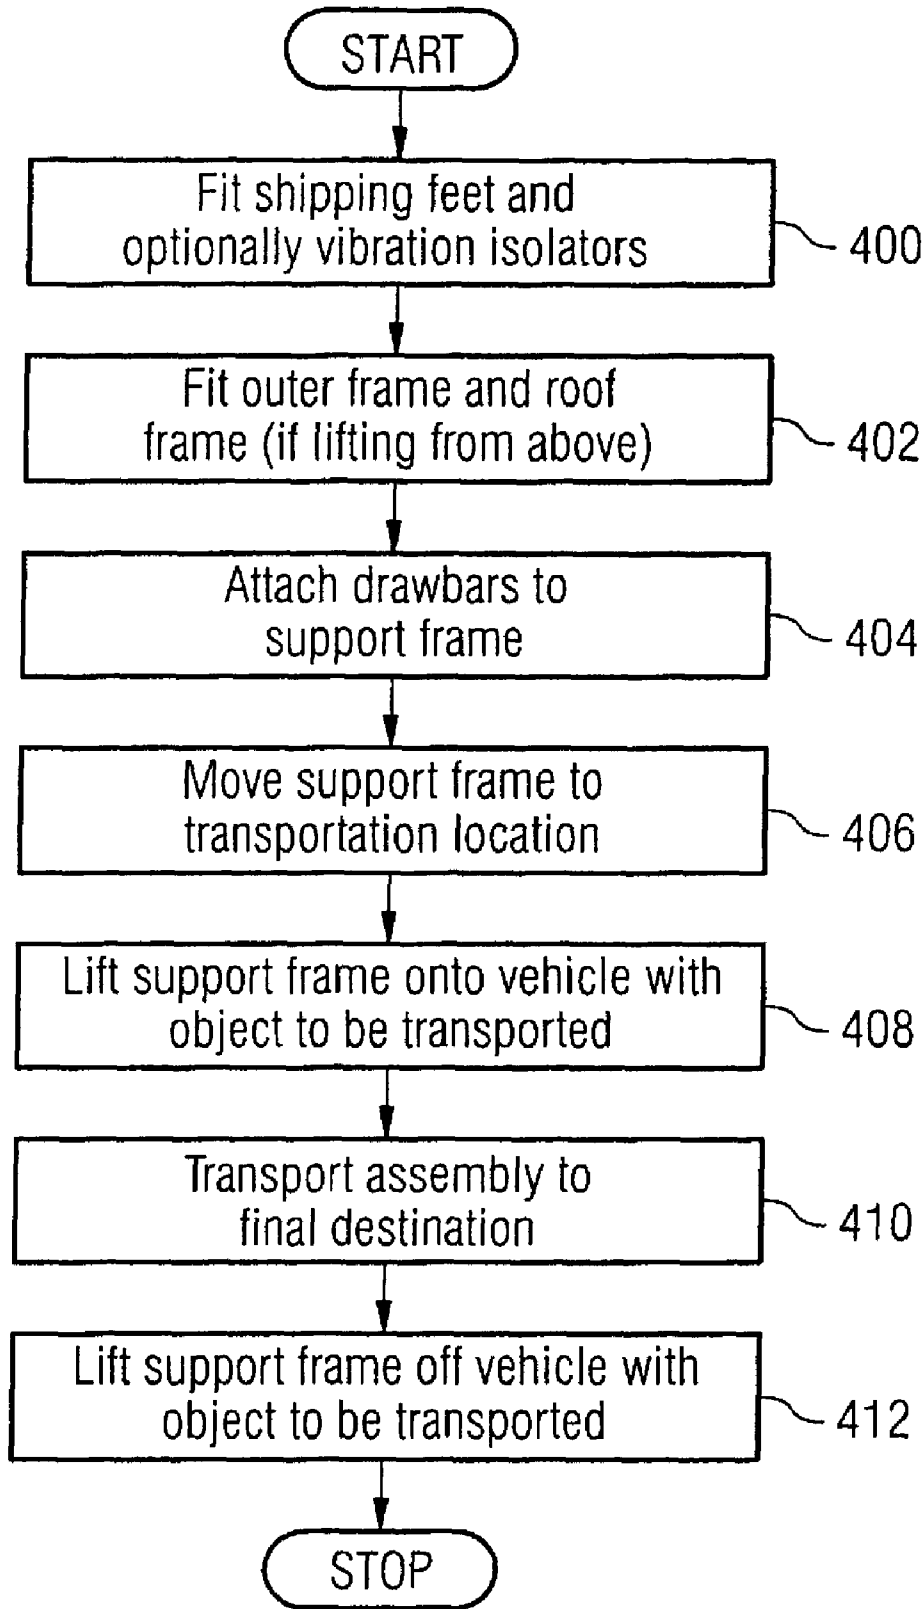 START
Fit shipping feet and
optionally vibration isolators
400
Fit outer frame and roof
frame (if lifting from above)
402
Attach drawbars to
support frame
404
Move support frame to
transportation location
406
Lift support frame onto vehicle with
object to be transported
408
Transport assembly to
final destination
410
Lift support frame off vehicle with
object to be transported
412
STOP